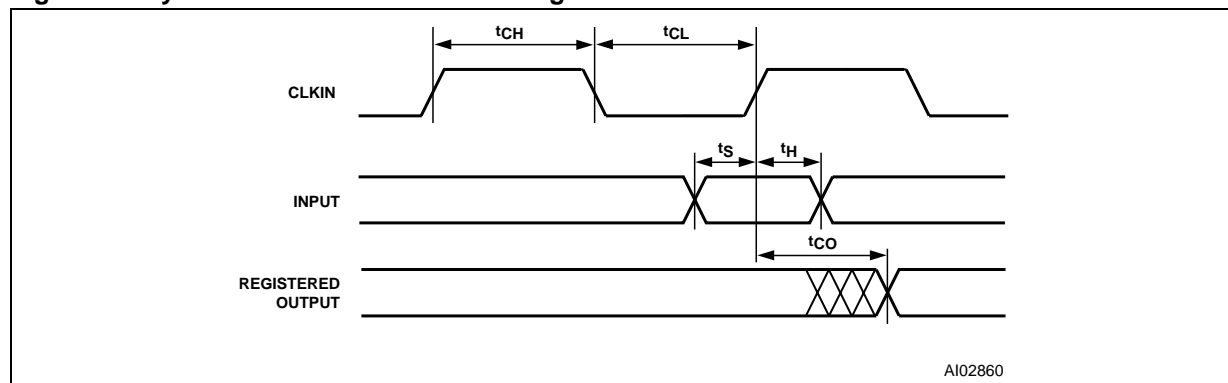 tCH tCL
CLKIN
tS tH
INPUT
tCO
REGISTERED
OUTPUT
AI02860